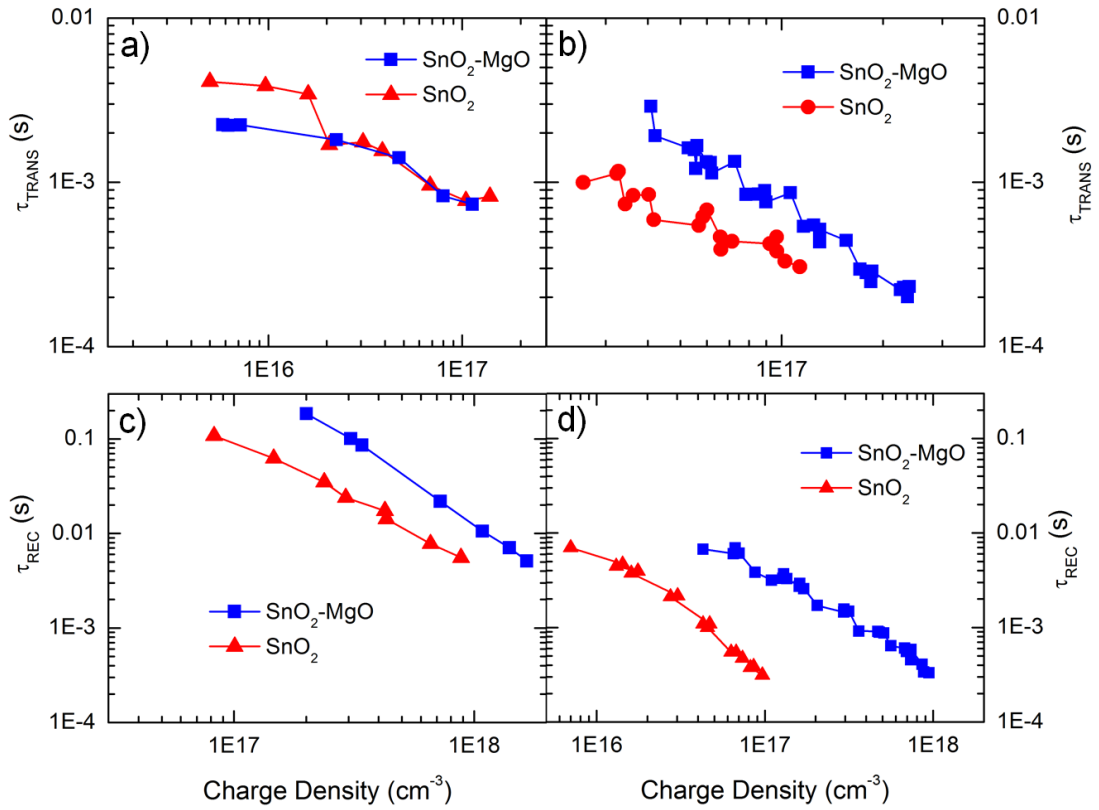 a)
0.01
1E-3
1E-4
τTRANS (s)
SnO2-MgO
SnO2
1E16
1E17
b)
0.01
1E-3
1E-4
τTRANS (s)
SnO2-MgO
SnO2
1E17
c)
0.1
0.01
1E-3
1E-4
τREC (s)
SnO2-MgO
SnO2
1E17
1E18
Charge Density (cm-3)
d)
0.1
0.01
1E-3
1E-4
τREC (s)
SnO2-MgO
SnO2
1E16
1E17
1E18
Charge Density (cm-3)